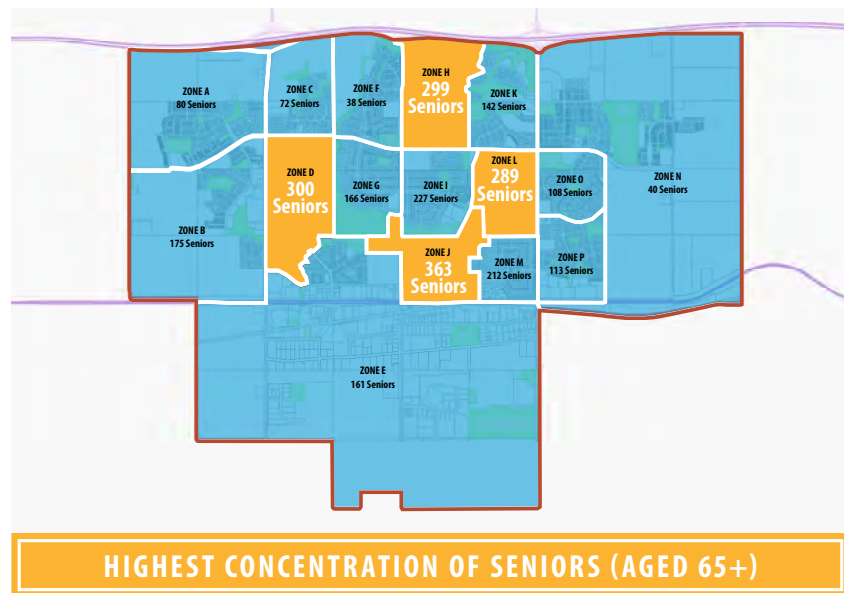 ZONE A
80 Seniors
ZONE C
72 Seniors
ZONE F
38 Seniors
ZONE H
299
Seniors
ZONE K
142 Seniors
ZONE B
175 Seniors
ZONE D
300
Seniors
ZONE G
166 Seniors
ZONE I
227 Seniors
ZONE L
289
Seniors
ZONE O
108 Seniors
ZONE N
40 Seniors
ZONE J
363
Seniors
ZONE M
212 Seniors
ZONE P
113 Seniors
ZONE E
161 Seniors
HIGHEST CONCENTRATION OF SENIORS (AGED 65+)